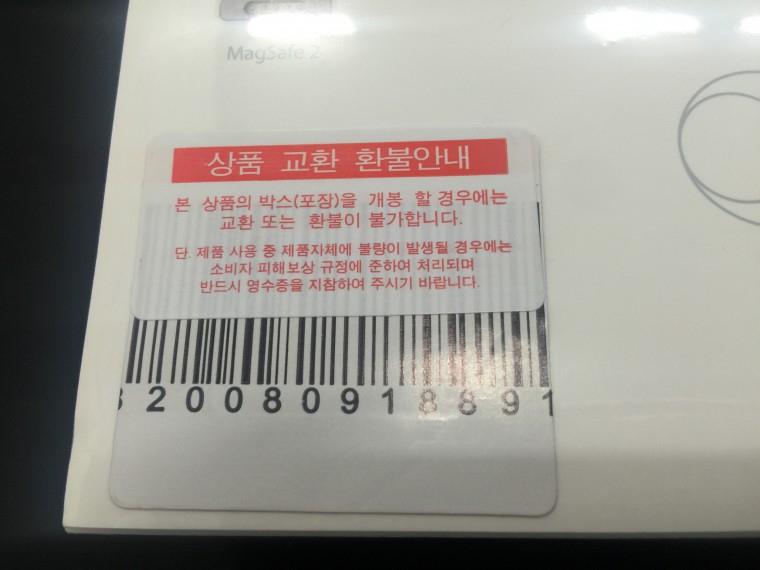 MagSafe 2
상품 교환 환불안내
본 상품의 박스(포장)을 개봉 할 경우에는
교환 또는 환불이 불가합니다.
단. 제품 사용 중 제품자체에 불량이 발생될 경우에는
소비자 피해보상 규정에 준하여 처리되며
반드시 영수증을 지참하여 주시기 바랍니다.
3200809188891